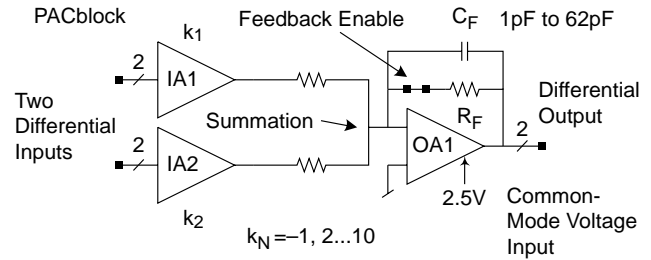 PACblock
k1
Feedback Enable
CF 1pF to 62pF
2
IA1
Two
Differential
Inputs
Summation
RF
Differential
Output
2
IA2
OA1
2
k2
2.5V
Common-
Mode Voltage
Input
kN =–1, 2...10